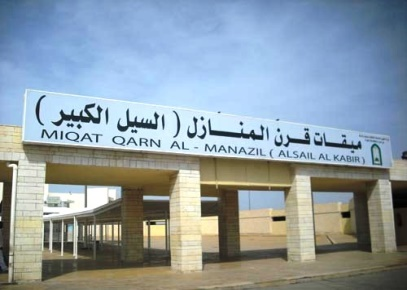 ميقات قرن المنازل ( السيل الكبير )
MIQAT QARN AL - MANAZIL ( ALSAIL AL KABIR )